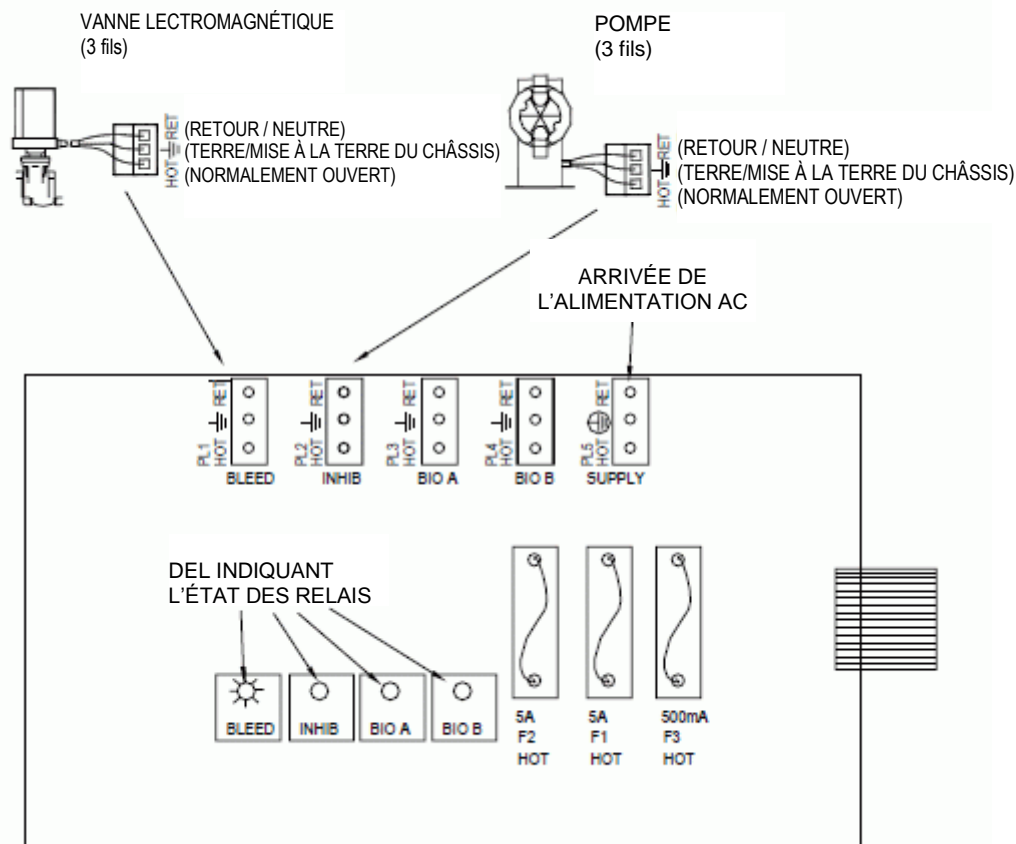 VANNE LECTROMAGNÉTIQUE
(3 fils)
POMPE
(3 fils)
HOT RET
(RETOUR / NEUTRE)
(TERRE/MISE À LA TERRE DU CHÂSSIS)
(NORMALEMENT OUVERT)
HOT RET
(RETOUR / NEUTRE)
(TERRE/MISE À LA TERRE DU CHÂSSIS)
(NORMALEMENT OUVERT)
ARRIVÉE DE
L'ALIMENTATION AC
PL1
HOT RET
BLEED
PL2
HOT RET
INHIB
PL3
HOT RET
BIO A
PL4
HOT RET
BIO B
PL5
HOT RET
SUPPLY
DEL INDIQUANT
L'ÉTAT DES RELAIS
BLEED
INHIB
BIO A
BIO B
5A
F2
HOT
5A
F1
HOT
500mA
F3
HOT